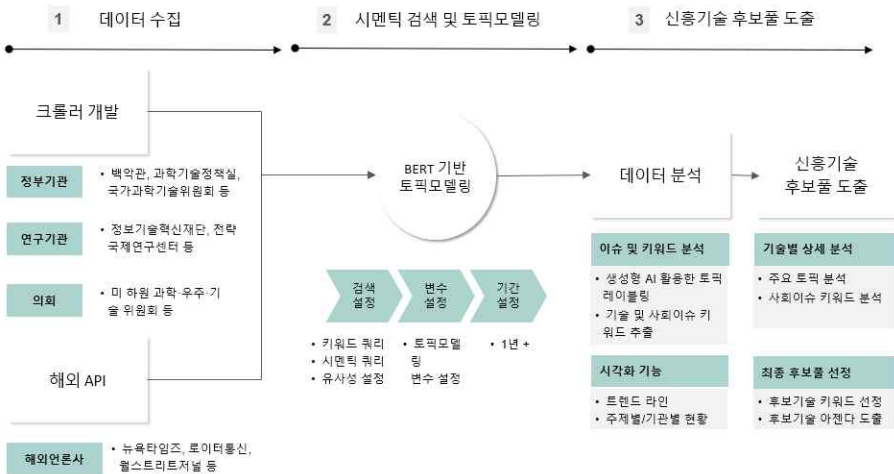 1 데이터 수집
2 시멘틱 검색 및 토픽모델링
3 신흥기술 후보풀 도출
크롤러 개발
정부기관
• 백악관, 과학기술정책실,
국가과학기술위원회 등
연구기관
• 정보기술혁신재단, 전략
국제연구센터 등
의회
• 미 하원 과학·우주·기
술 위원회 등
해외 API
해외언론사
• 뉴욕타임즈, 로이터통신,
월스트리트저널 등
BERT 기반
토픽모델링
검색
설정
변수
설정
기간
설정
• 키워드 쿼리
• 시멘틱 쿼리
• 유사성 설정
• 토픽모델
링
변수 설정
• 1년 +
데이터 분석
이슈 및 키워드 분석
• 생성형 AI 활용한 토픽
레이블링
• 기술 및 사회이슈 키
워드 추출
시각화 기능
• 트렌드 라인
• 주제별/기관별 현황
신흥기술
후보풀 도출
기술별 상세 분석
• 주요 토픽 분석
• 사회이슈 키워드 분석
최종 후보풀 선정
• 후보기술 키워드 선정
• 후보기술 아젠다 도출